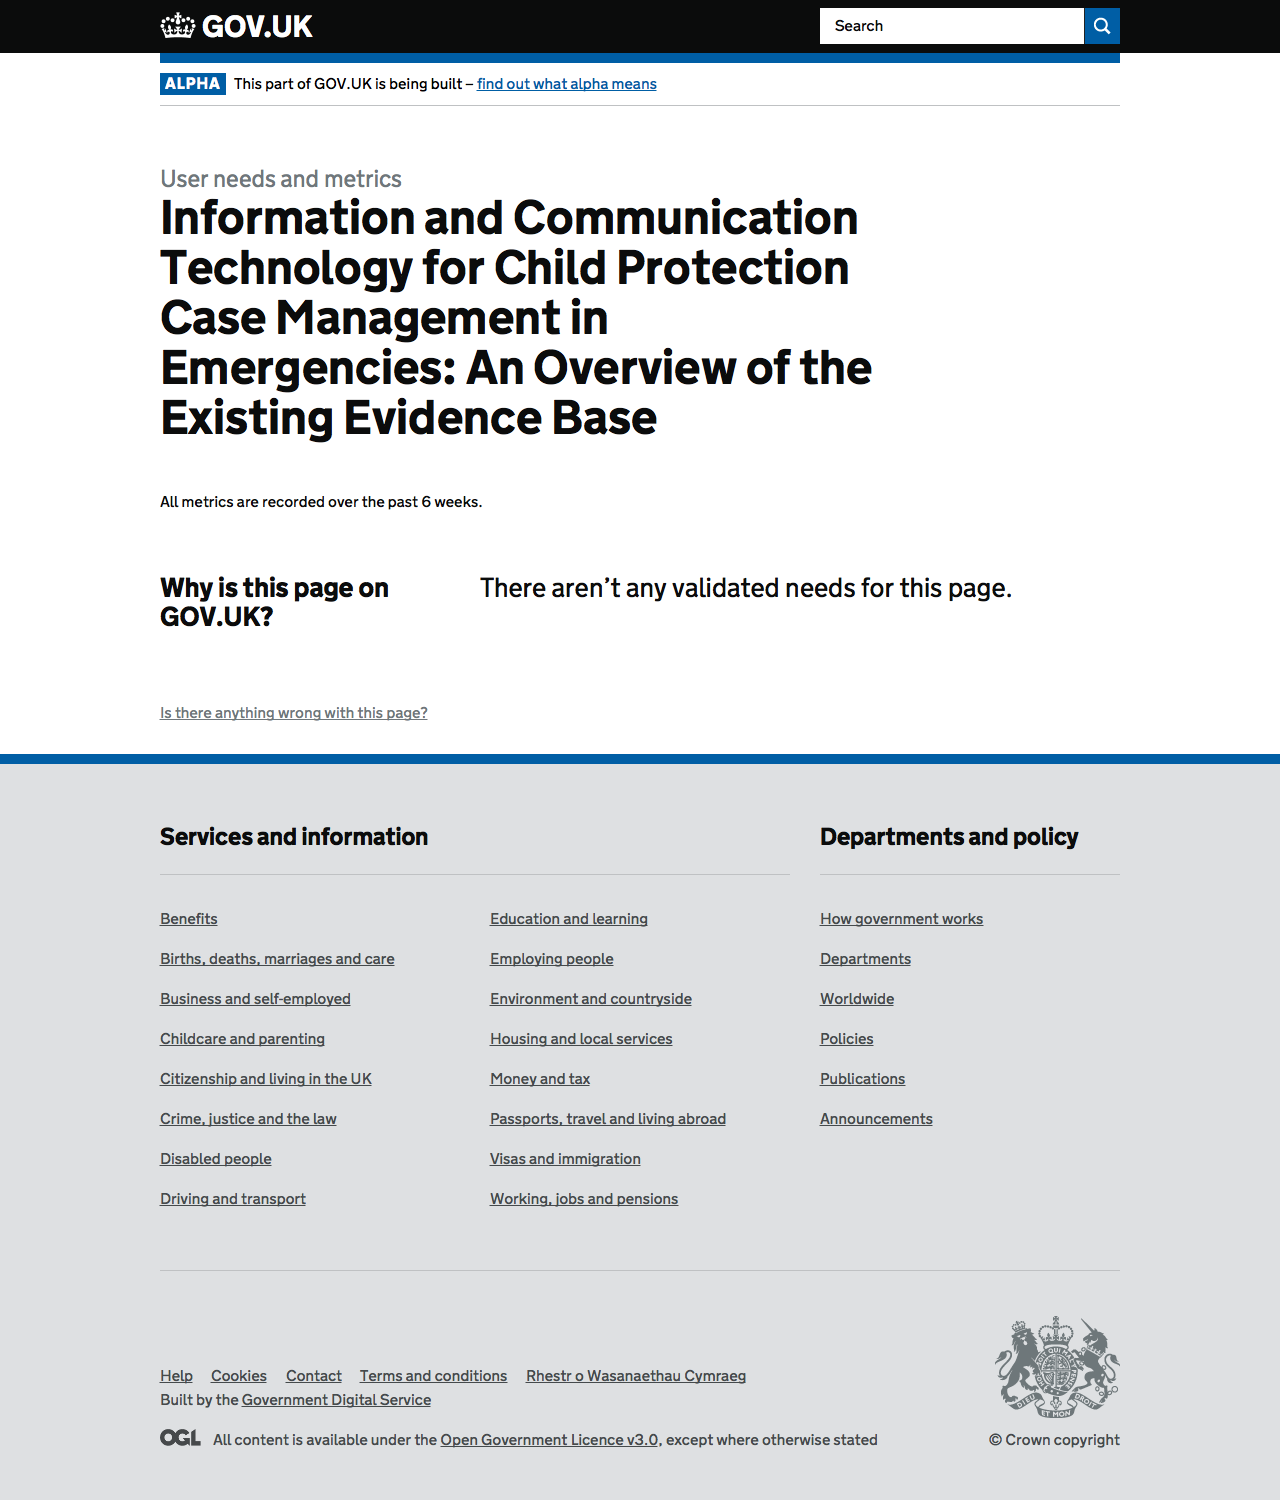 GOV.UK
Search
ALPHA This part of GOV.UK is being built – find out what alpha means
User needs and metrics
Information and Communication
Technology for Child Protection
Case Management in
Emergencies: An Overview of the
Existing Evidence Base
All metrics are recorded over the past 6 weeks.
Why is this page on
GOV.UK?
There aren’t any validated needs for this page.
Is there anything wrong with this page?
Services and information
Benefits
Births, deaths, marriages and care
Business and self-employed
Childcare and parenting
Citizenship and living in the UK
Crime, justice and the law
Disabled people
Driving and transport
Education and learning
Employing people
Environment and countryside
Housing and local services
Money and tax
Passports, travel and living abroad
Visas and immigration
Working, jobs and pensions
Departments and policy
How government works
Departments
Worldwide
Policies
Publications
Announcements
Help Cookies Contact Terms and conditions Rhestr o Wasanaethau Cymraeg
Built by the Government Digital Service
OGL All content is available under the Open Government Licence v3.0, except where otherwise stated
DIEU ET MON DROIT
© Crown copyright